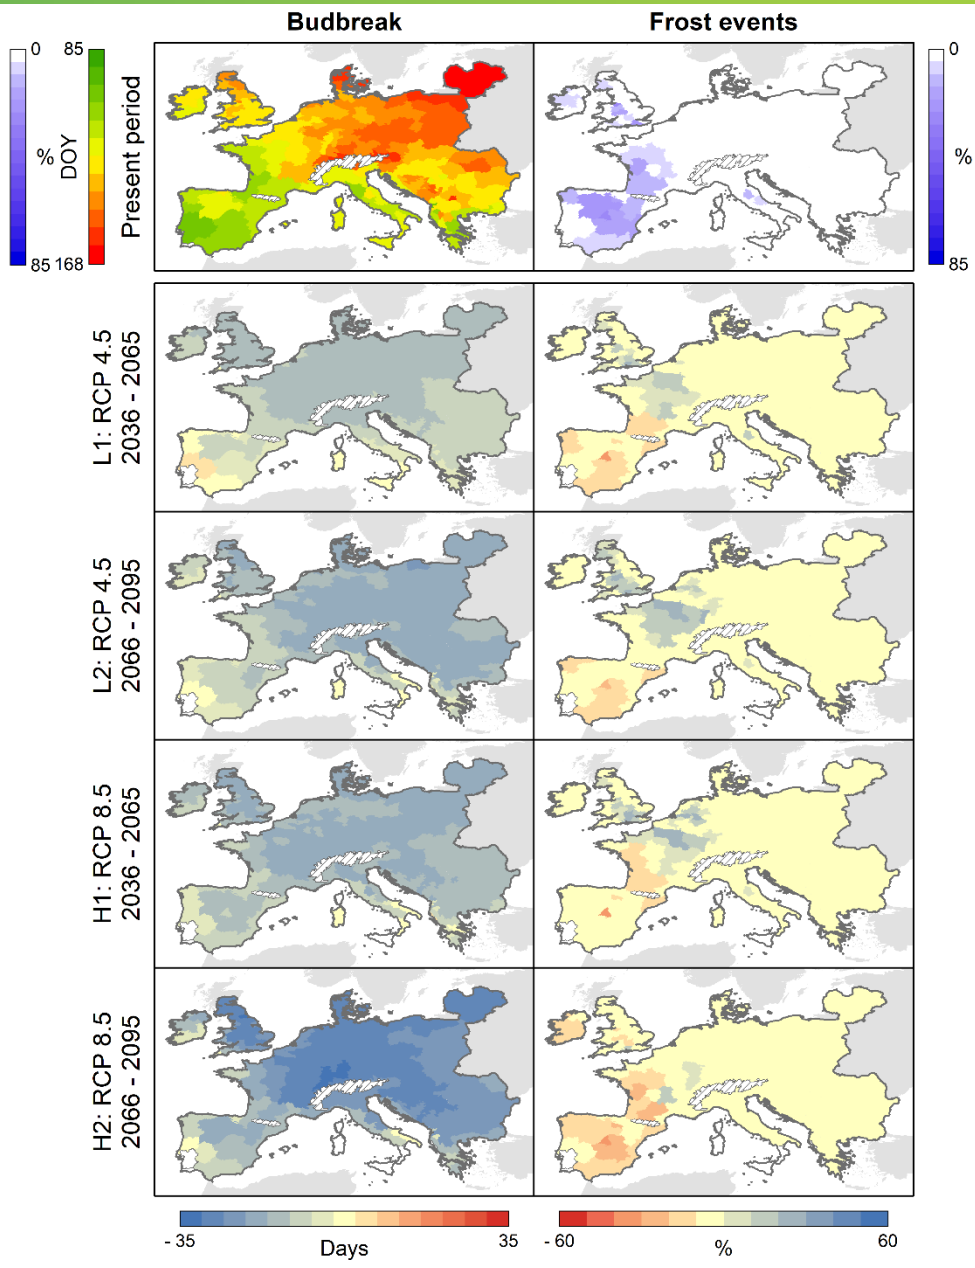 Budbreak
Frost events
0
85
%
DOY
85
168
Present period
0
%
85
L1: RCP 4.5
2036 - 2065
L2: RCP 4.5
2066 - 2095
H1: RCP 8.5
2036 - 2065
H2: RCP 8.5
2066 - 2095
- 35
Days
35
- 60
%
60